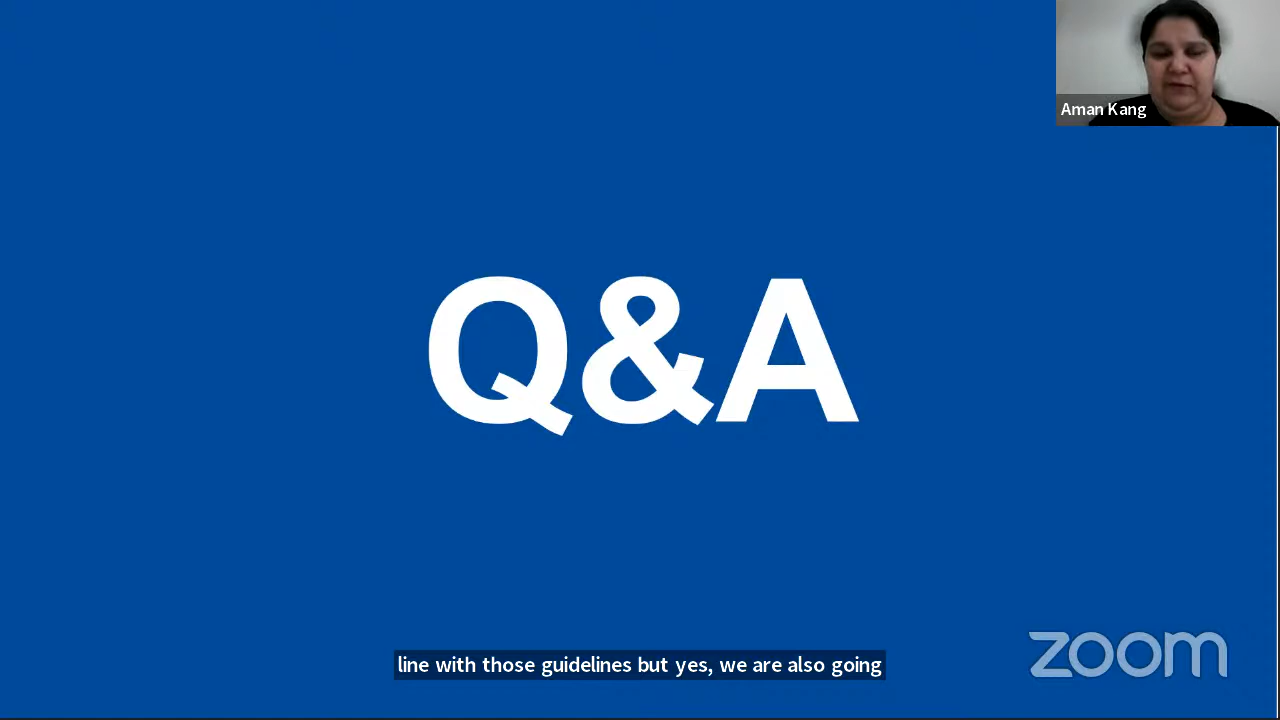 Aman Kang
Q&A
line with those guidelines but yes, we are also going
zoom